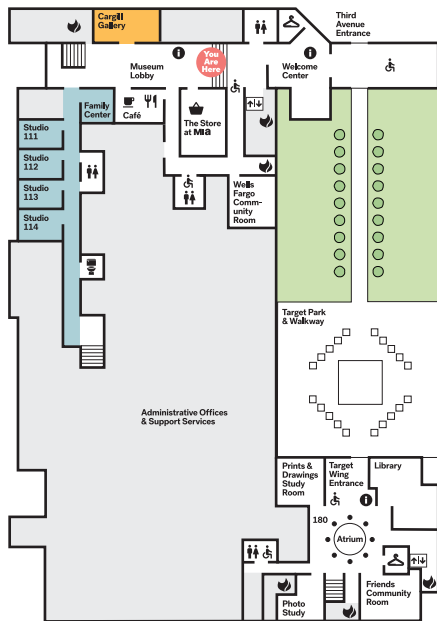 Cargill
Gallery
Third
Avenue
Entrance
You
Are
Here
Museum
Lobby
Welcome
Center
Family
Center
Café
The Store
at Mia
Studio
111
Studio
112
Studio
113
Studio
114
Wells
Fargo
Com-
munity
Room
Target Park
& Walkway
Administrative Offices
& Support Services
Prints &
Drawings
Study
Room
Target
Wing
Entrance
Library
180
Atrium
Photo
Study
Friends
Community
Room